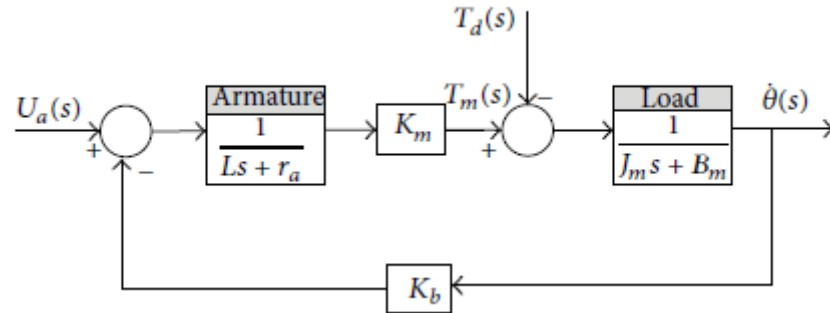 T_d(s)
U_a(s)
+
−
Armature
1
Ls + r_a
K_m
T_m(s)
+
−
Load
1
J_m s + B_m
θ̇(s)
K_b